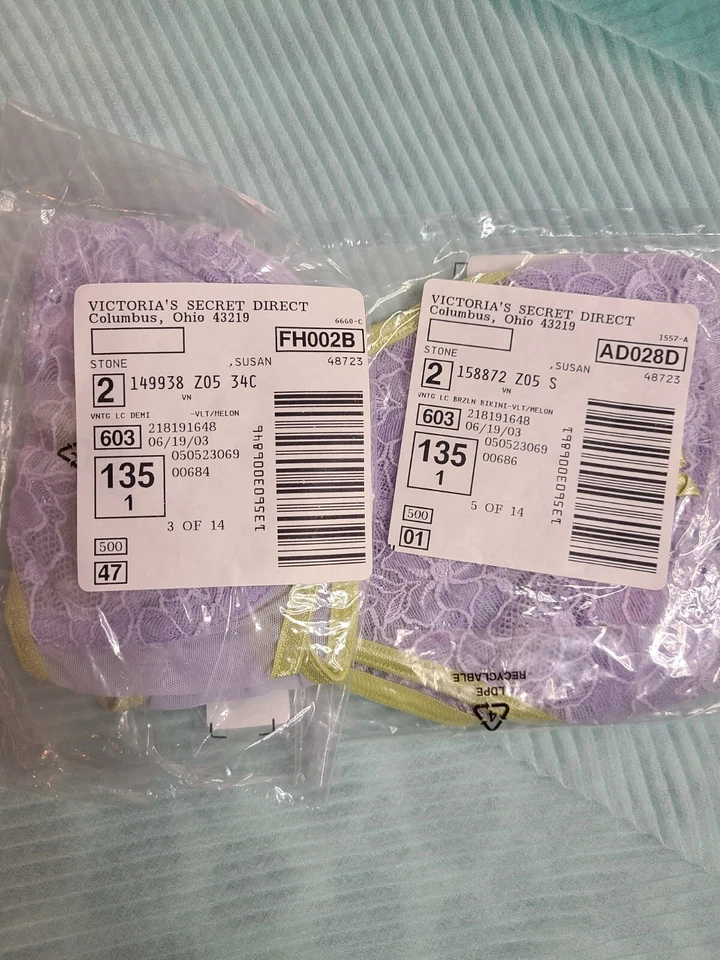 VICTORIA'S SECRET DIRECT
Columbus, Ohio 43219
6660-C
FH002B
STONE ,SUSAN 48723
2 149938 Z05 34C
VN
VNTG LC DEMI -VLT/MELON
603 218191648
06/19/03
135 050523069
1 00684
3 OF 14
500
47
VICTORIA'S SECRET DIRECT
Columbus, Ohio 43219
1557-A
AD028D
STONE ,SUSAN 48723
2 158872 Z05 S
VN
VNTG LC BRZLN BIKINI-VLT/MELON
603 218191648
06/19/03
135 050523069
1 00686
5 OF 14
500
01
4
LDPE
RECYCLABLE